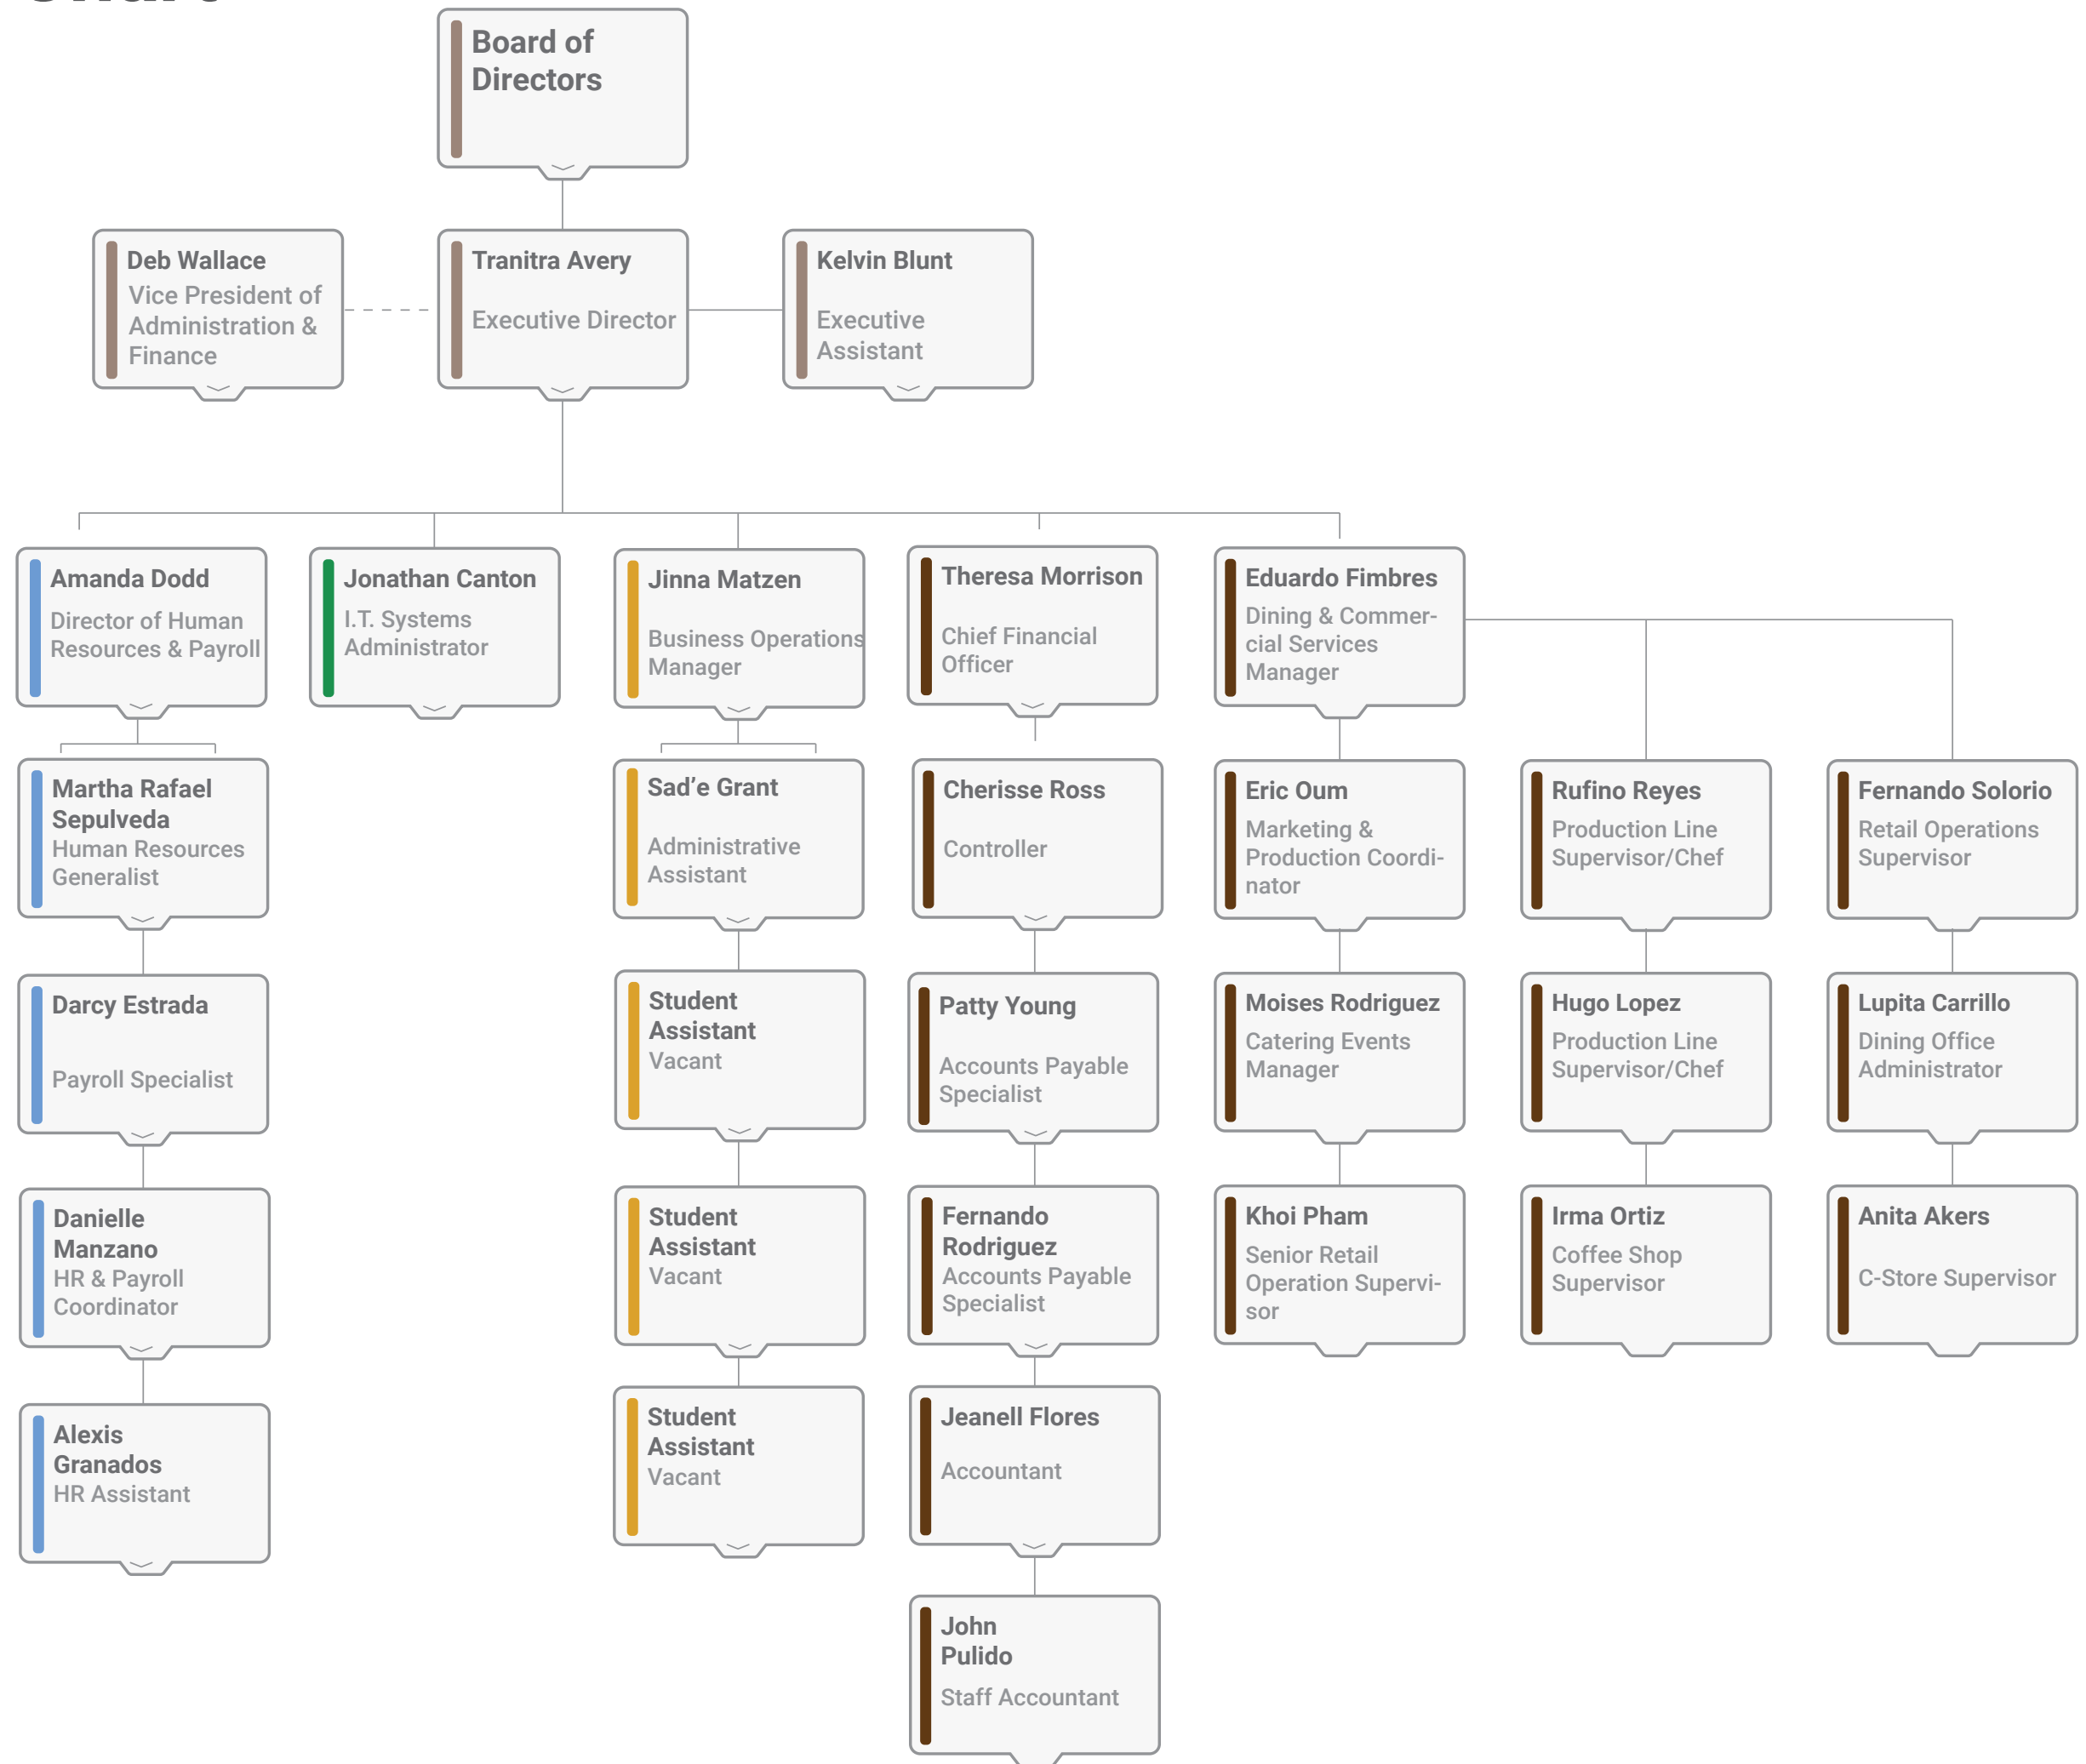 Board of
Directors
Deb Wallace
Vice President of
Administration &
Finance
Tranitra Avery
Executive Director
Kelvin Blunt
Executive
Assistant
Amanda Dodd
Director of Human
Resources & Payroll
Jonathan Canton
I.T. Systems
Administrator
Jinna Matzen
Business Operations
Manager
Theresa Morrison
Chief Financial
Officer
Eduardo Fimbres
Dining & Commer-
cial Services
Manager
Martha Rafael
Sepulveda
Human Resources
Generalist
Sad’e Grant
Administrative
Assistant
Cherisse Ross
Controller
Eric Oum
Marketing &
Production Coordi-
nator
Rufino Reyes
Production Line
Supervisor/Chef
Fernando Solorio
Retail Operations
Supervisor
Darcy Estrada
Payroll Specialist
Student
Assistant
Vacant
Patty Young
Accounts Payable
Specialist
Moises Rodriguez
Catering Events
Manager
Hugo Lopez
Production Line
Supervisor/Chef
Lupita Carrillo
Dining Office
Administrator
Danielle
Manzano
HR & Payroll
Coordinator
Student
Assistant
Vacant
Fernando
Rodriguez
Accounts Payable
Specialist
Khoi Pham
Senior Retail
Operation Supervi-
sor
Irma Ortiz
Coffee Shop
Supervisor
Anita Akers
C-Store Supervisor
Alexis
Granados
HR Assistant
Student
Assistant
Vacant
Jeanell Flores
Accountant
John
Pulido
Staff Accountant